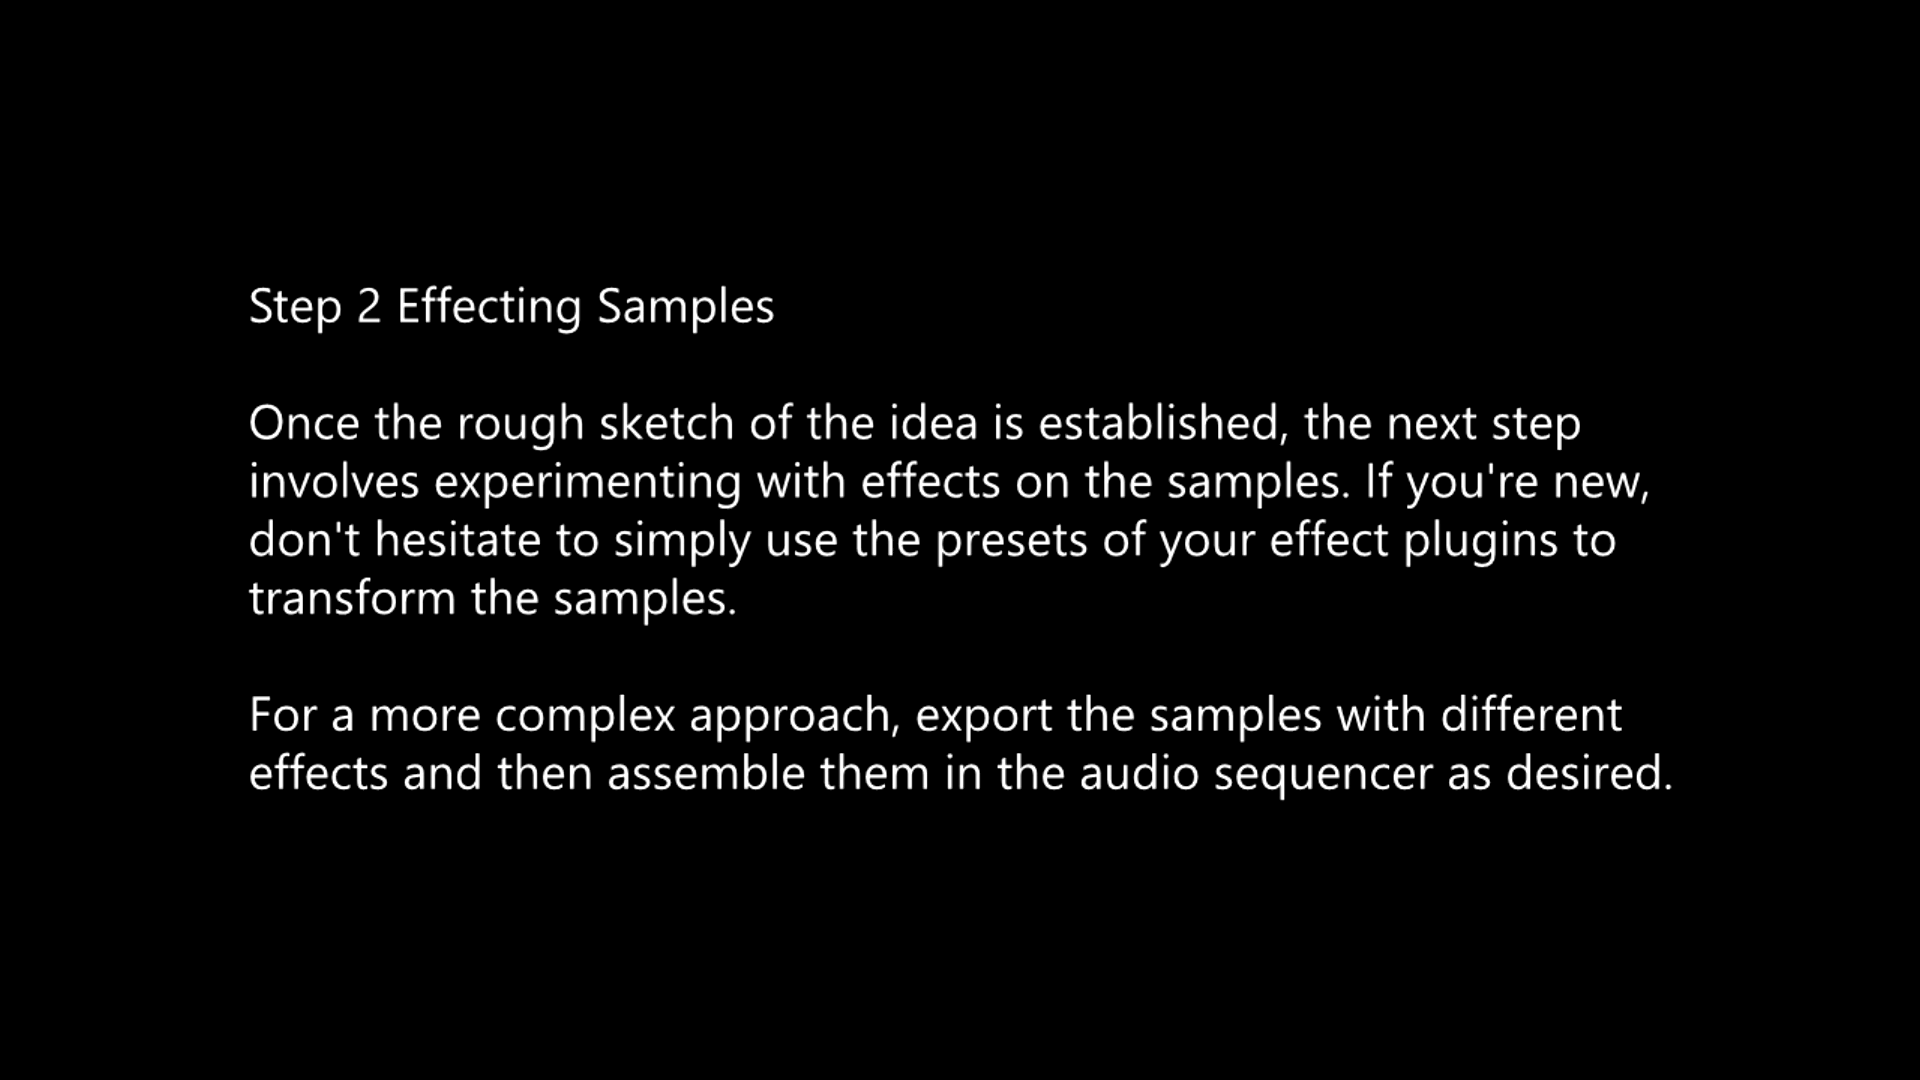 Step 2 Effecting Samples
Once the rough sketch of the idea is established, the next step
involves experimenting with effects on the samples. If you're new,
don't hesitate to simply use the presets of your effect plugins to
transform the samples.
For a more complex approach, export the samples with different
effects and then assemble them in the audio sequencer as desired.